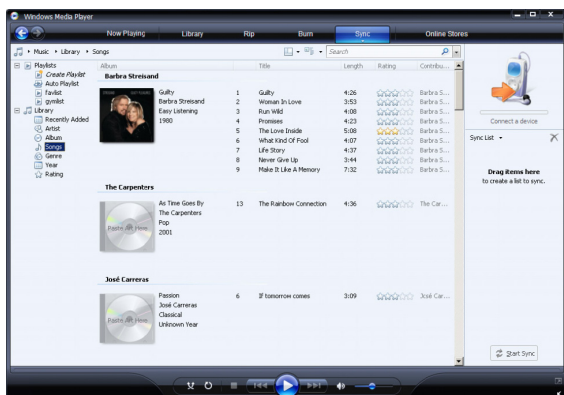 Windows Media Player
Now Playing Library Rip Burn Sync Online Stores
Music Library Songs Search
Playlists
Create Playlist
Auto Playlist
favlist
gymlist
Library
Recently Added
Artist
Album
Songs
Genre
Year
Rating
Album Title Length Rating Contribu...
Barbra Streisand
Guilty 1 Guilty 4:26 Barbra S...
Barbra Streisand 2 Woman In Love 3:53 Barbra S...
Easy Listening 3 Run Wild 4:08 Barbra S...
1980 4 Promises 4:23 Barbra S...
5 The Love Inside 5:08 Barbra S...
6 What Kind Of Fool 4:07 Barbra S...
7 Life Story 4:37 Barbra S...
8 Never Give Up 3:44 Barbra S...
9 Make It Like A Memory 7:32 Barbra S...
The Carpenters
As Time Goes By 13 The Rainbow Connection 4:36 The Car...
The Carpenters
Pop
2001
Paste Art Here
José Carreras
Passion 6 If tomorrow comes 3:09 José Car...
José Carreras
Classical
Unknown Year
Paste Art Here
Connect a device
Sync List
Drag items here
to create a list to sync.
Start Sync